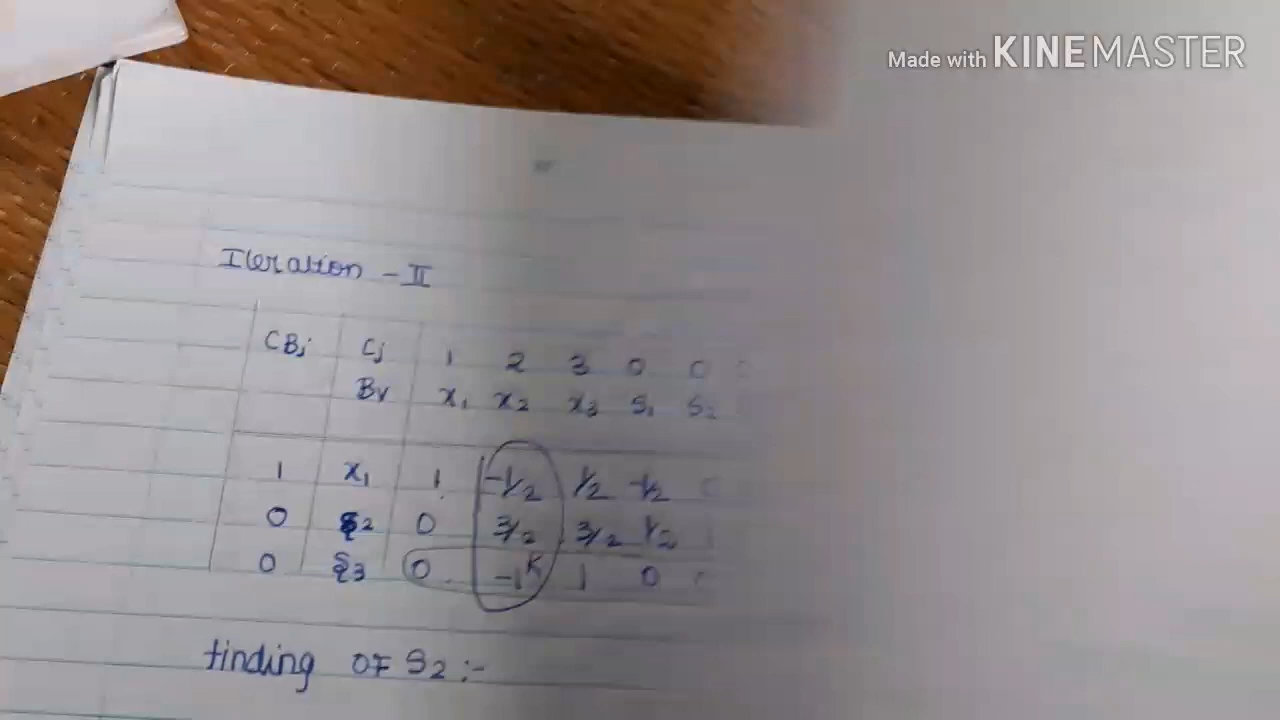 Made with KINEMASTER
Iteration - II
CBj Cj 1 2 3 0 0
BV x1 x2 x3 S1 S2
1 x1 1 -1/2 1/2 -1/2
0 S2 0 3/2 3/2 1/2
0 S3 0 -1 K 1 0
finding OF S2 :-